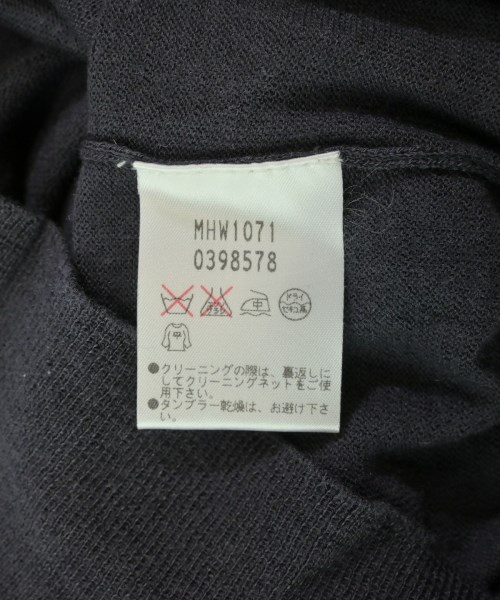 MHW1071
0398578
中 ドライ セキユ系
平
●クリーニングの際は、裏返しに
してクリーニングネットをご使
用下さい。
●タンブラー乾燥は、お避け下さ
い。